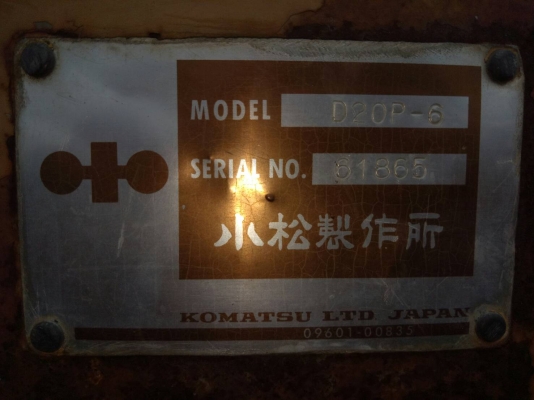 MODEL D20P-6
SERIAL NO. 61865
小松製作所
KOMATSU LTD JAPAN
09601-00835